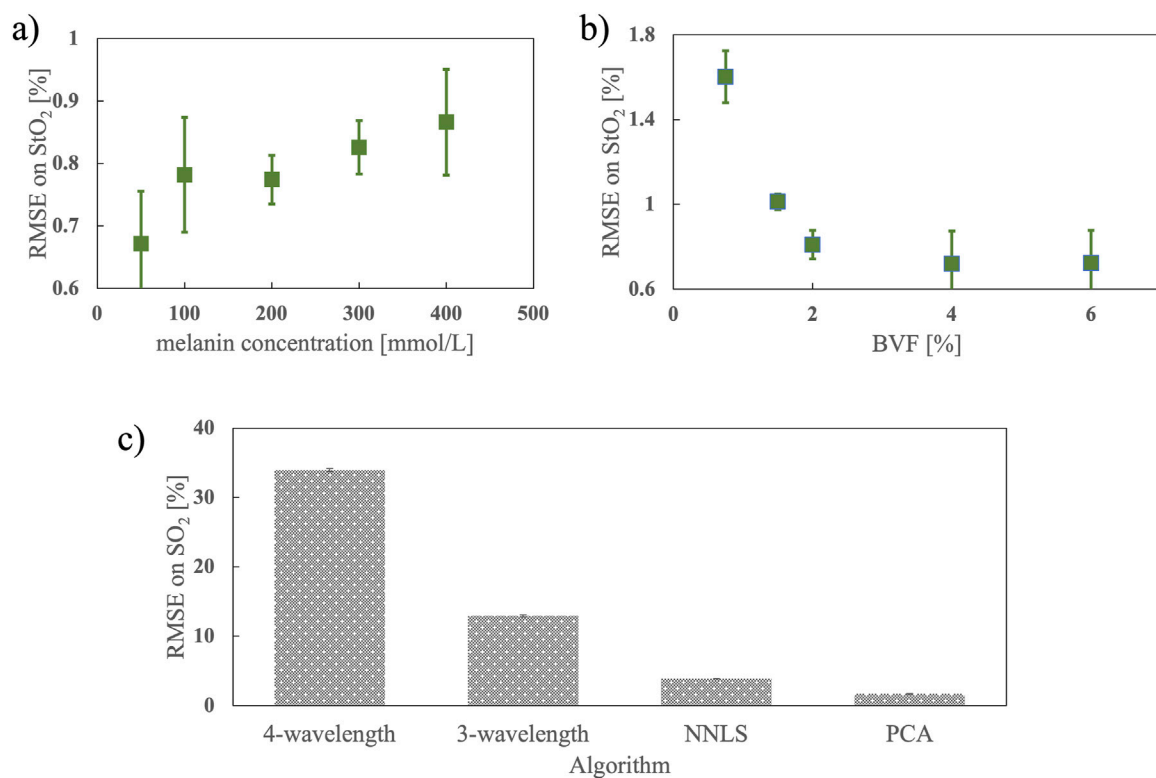 a)
RMSE on StO₂ [%]
1
0.9
0.8
0.7
0.6
0 100 200 300 400 500
melanin concentration [mmol/L]
b)
RMSE on StO₂ [%]
1.8
1.4
1
0.6
0 2 4 6
BVF [%]
c)
RMSE on SO₂ [%]
40
30
20
10
0
4-wavelength 3-wavelength NNLS PCA
Algorithm